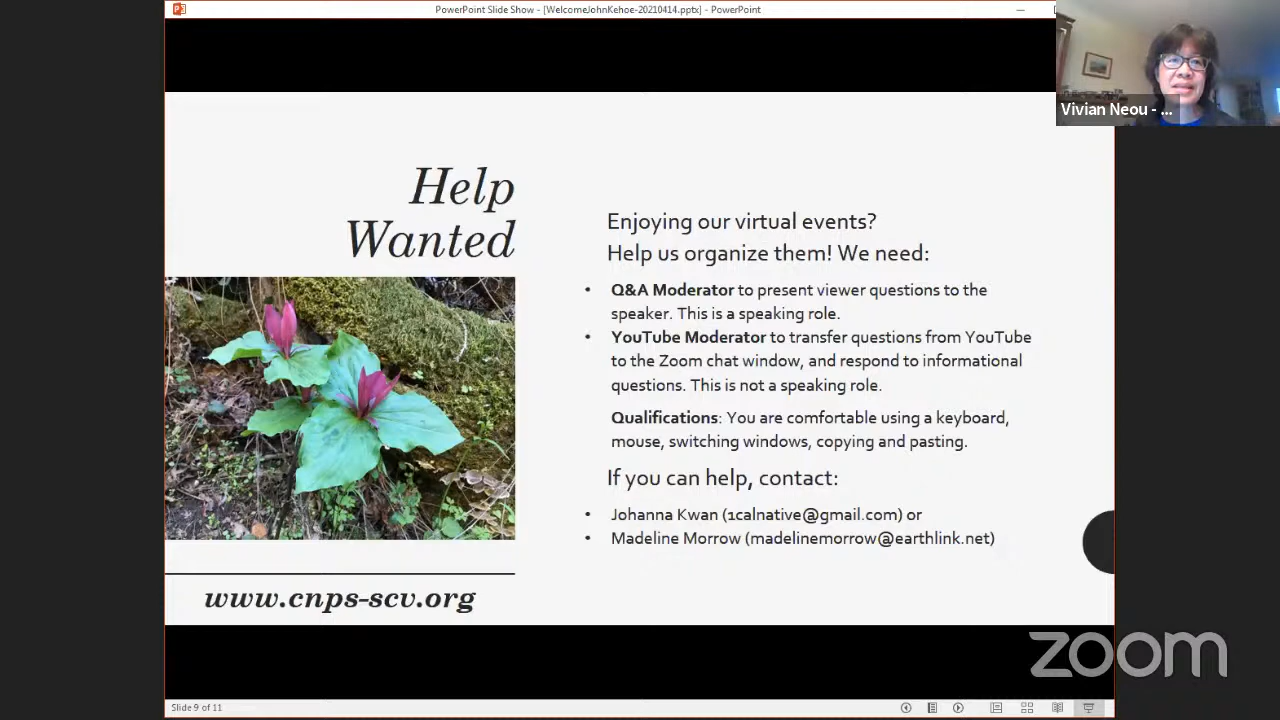 PowerPoint Slide Show - [WelcomeJohnKehoe-20210414.pptx] - PowerPoint
Vivian Neou - ...
Help
Wanted
Enjoying our virtual events?
Help us organize them! We need:
• Q&A Moderator to present viewer questions to the
speaker. This is a speaking role.
• YouTube Moderator to transfer questions from YouTube
to the Zoom chat window, and respond to informational
questions. This is not a speaking role.
Qualifications: You are comfortable using a keyboard,
mouse, switching windows, copying and pasting.
If you can help, contact:
• Johanna Kwan (1calnative@gmail.com) or
• Madeline Morrow (madelinemorrow@earthlink.net)
www.cnps-scv.org
zoom
Slide 9 of 11